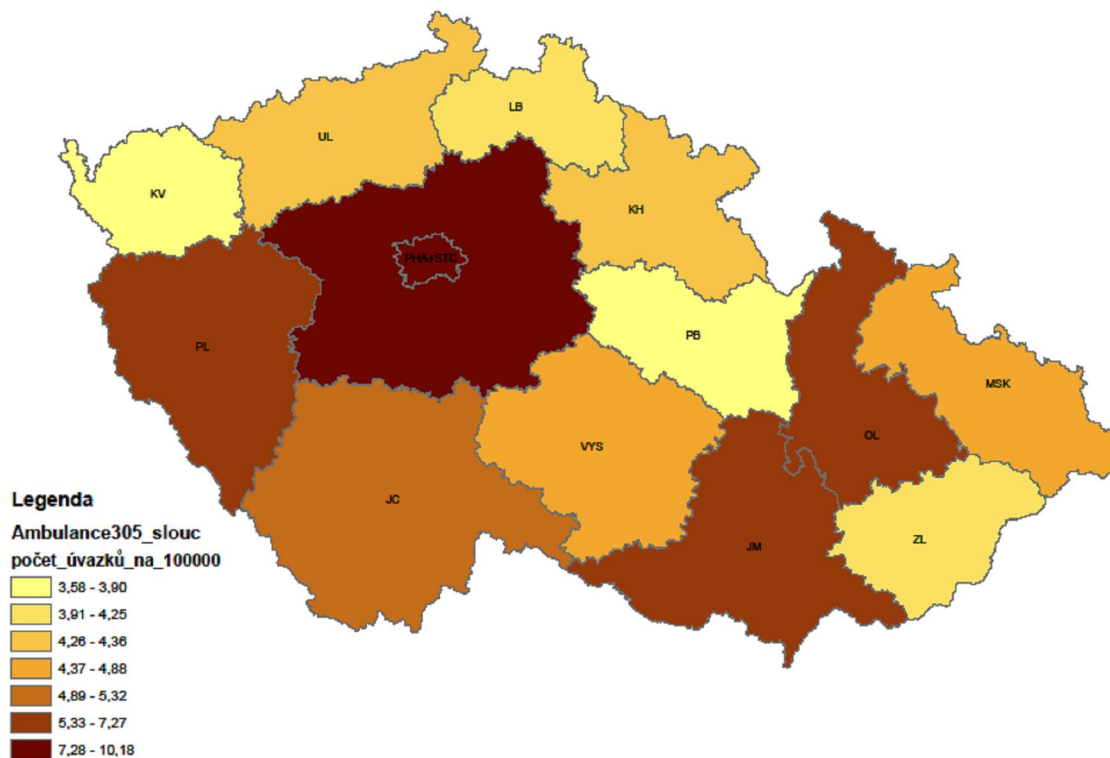 LB
UL
KV
KH
PHA+STC
PB
PL
MSK
OL
VYS
JC
ZL
JM
Legenda
Ambulance305_slouc
počet_úvazků_na_100000
3,58 - 3,90
3,91 - 4,25
4,26 - 4,36
4,37 - 4,88
4,89 - 5,32
5,33 - 7,27
7,28 - 10,18